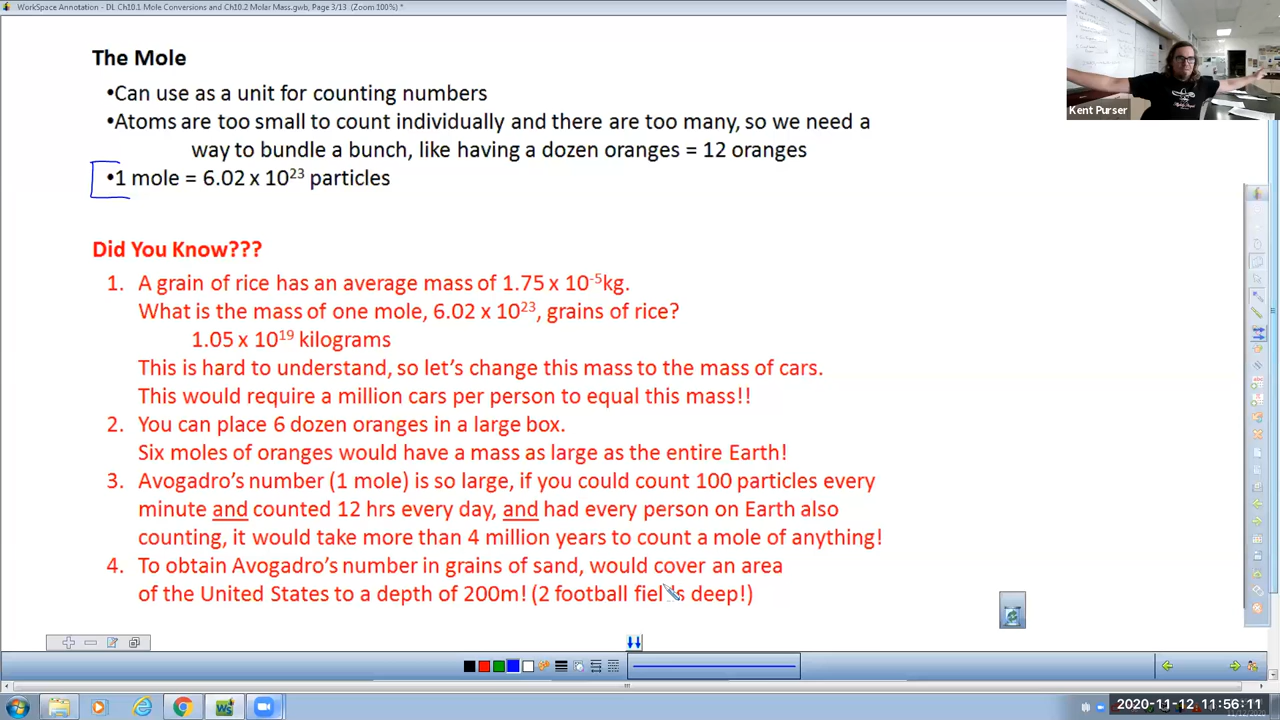 WorkSpace Annotation - DL Ch10.1 Mole Conversions and Ch10.2 Molar Mass.gwb, Page 3/13 (Zoom:100%) *
Kent Purser
The Mole
•Can use as a unit for counting numbers
•Atoms are too small to count individually and there are too many, so we need a
way to bundle a bunch, like having a dozen oranges = 12 oranges
•1 mole = 6.02 x 10²³ particles
Did You Know???
1. A grain of rice has an average mass of 1.75 x 10⁻⁵kg.
What is the mass of one mole, 6.02 x 10²³, grains of rice?
1.05 x 10¹⁹ kilograms
This is hard to understand, so let’s change this mass to the mass of cars.
This would require a million cars per person to equal this mass!!
2. You can place 6 dozen oranges in a large box.
Six moles of oranges would have a mass as large as the entire Earth!
3. Avogadro’s number (1 mole) is so large, if you could count 100 particles every
minute and counted 12 hrs every day, and had every person on Earth also
counting, it would take more than 4 million years to count a mole of anything!
4. To obtain Avogadro’s number in grains of sand, would cover an area
of the United States to a depth of 200m! (2 football fields deep!)
2020-11-12 11:56:11